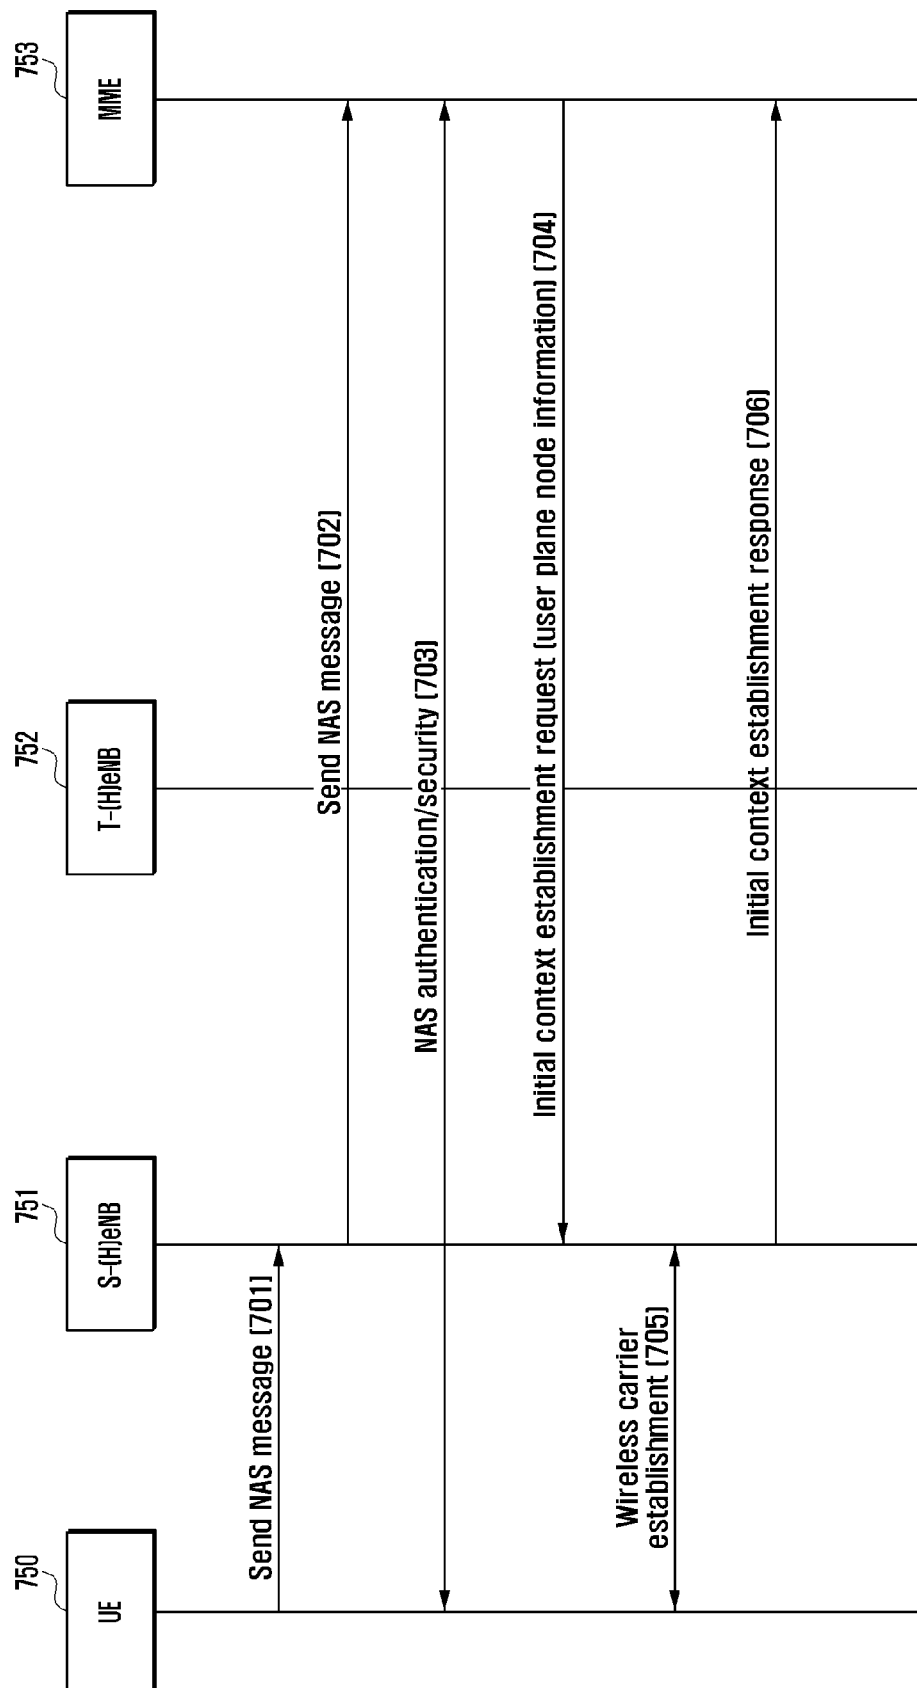 750
751
752
753
UE
S-(H)eNB
T-(H)eNB
MME
Send NAS message (701)
Send NAS message (702)
NAS authentication/security (703)
Initial context establishment request (user plane node information) (704)
Wireless carrier
establishment (705)
Initial context establishment response (706)